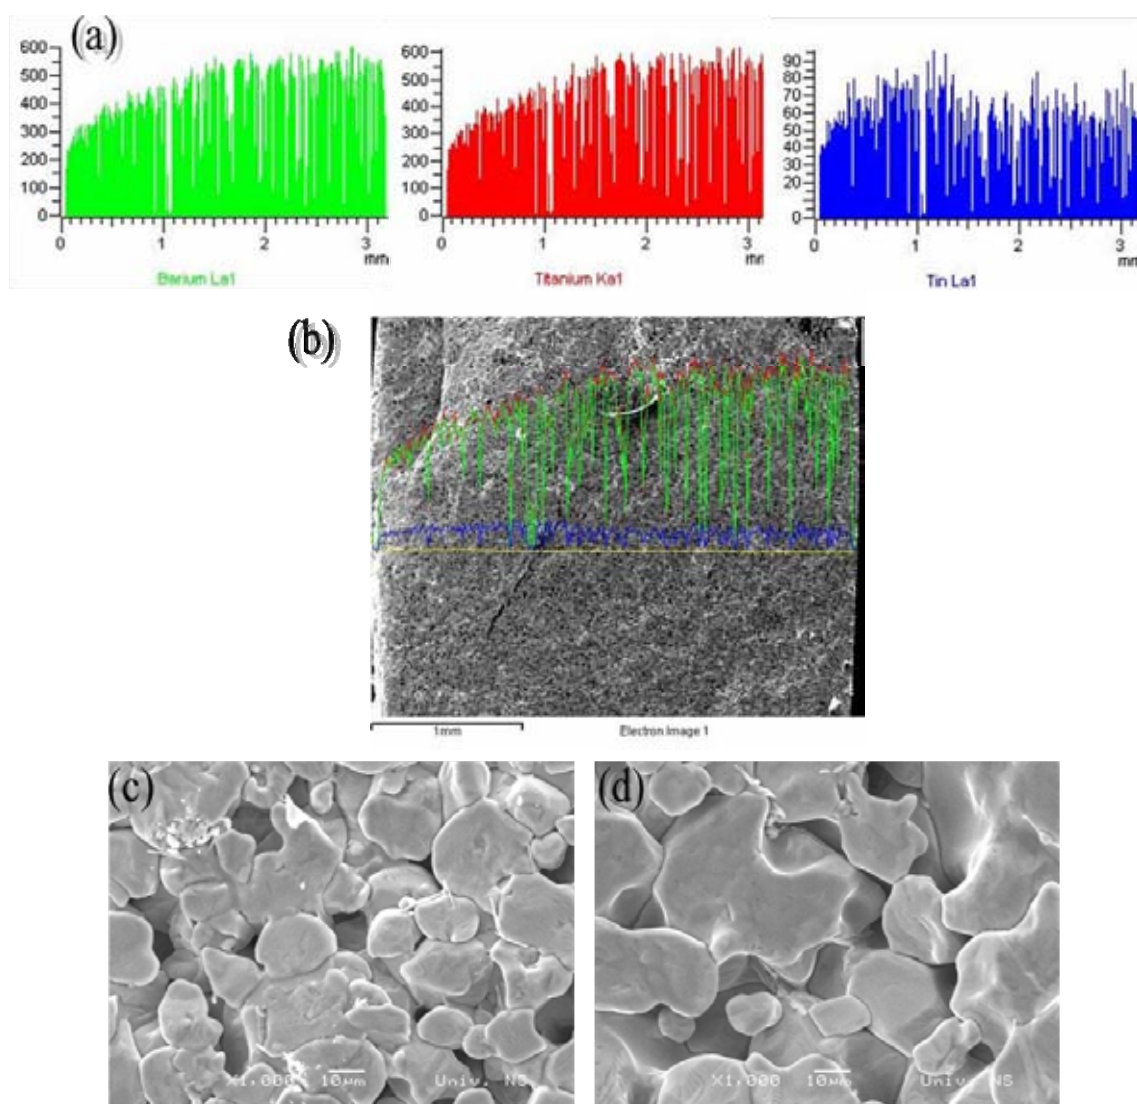 (a)
600
500
400
300
200
100
0
0 1 2 3
mm
Barium La1
600
500
400
300
200
100
0
0 1 2 3
mm
Titanium Ka1
90
80
70
60
50
40
30
20
0
0 1 2 3
mm
Tin La1
(b)
1mm Electron Image 1
(c)
X1,000 10µm Univ. NS
(d)
X1,000 10µm Univ. NS